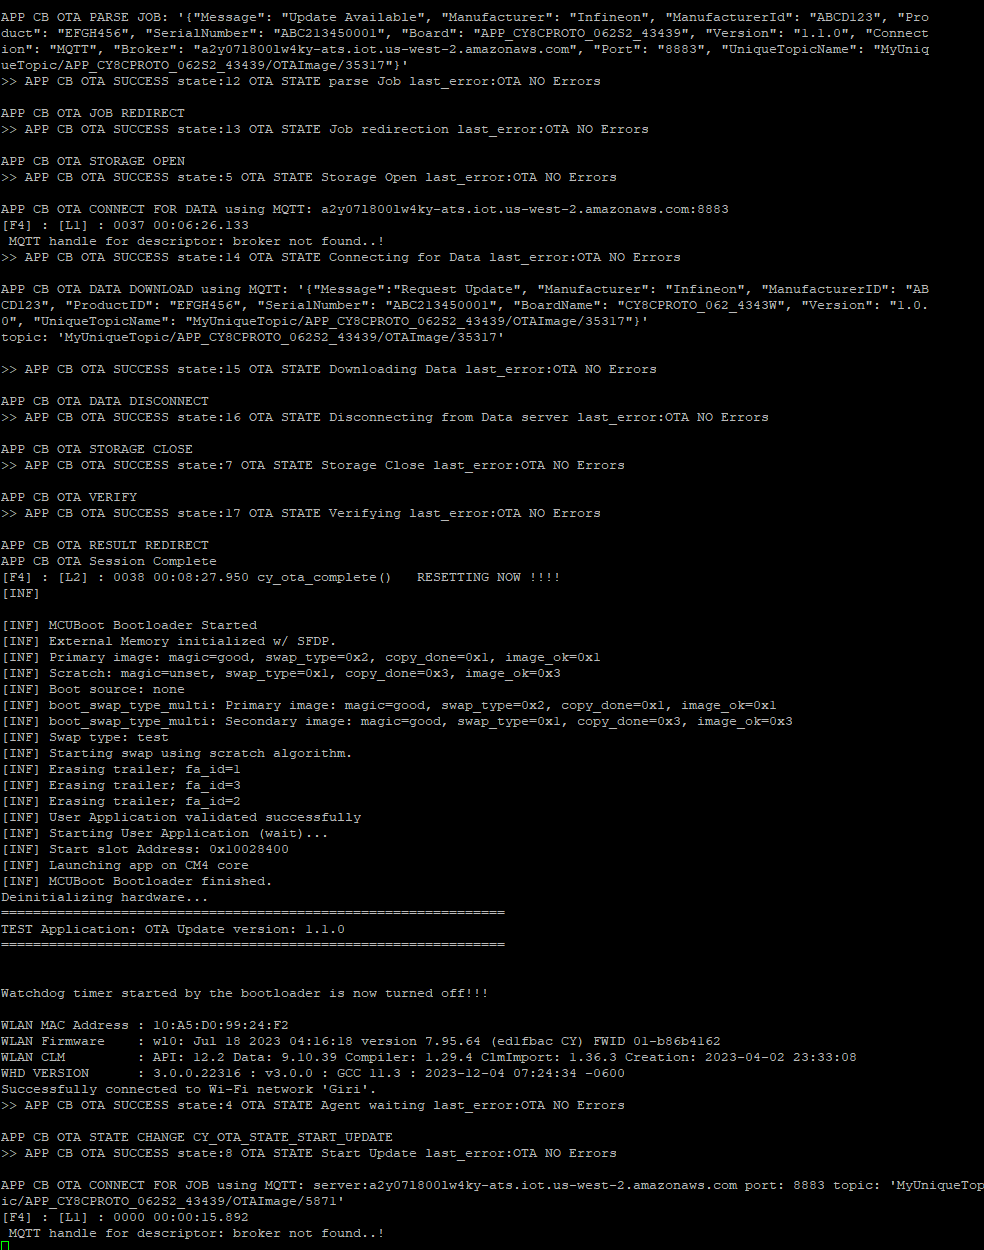 APP CB OTA PARSE JOB: '{"Message": "Update Available", "Manufacturer": "Infineon", "ManufacturerId": "ABCD123", "Pro
duct": "EFGH456", "SerialNumber": "ABC213450001", "Board": "APP_CY8CPROTO_062S2_43439", "Version": "1.1.0", "Connect
ion": "MQTT", "Broker": "a2y07l800lw4ky-ats.iot.us-west-2.amazonaws.com", "Port": "8883", "UniqueTopicName": "MyUniq
ueTopic/APP_CY8CPROTO_062S2_43439/OTAImage/35317"}'
>> APP CB OTA SUCCESS state:12 OTA STATE parse Job last_error:OTA NO Errors
APP CB OTA JOB REDIRECT
>> APP CB OTA SUCCESS state:13 OTA STATE Job redirection last_error:OTA NO Errors
APP CB OTA STORAGE OPEN
>> APP CB OTA SUCCESS state:5 OTA STATE Storage Open last_error:OTA NO Errors
APP CB OTA CONNECT FOR DATA using MQTT: a2y07l800lw4ky-ats.iot.us-west-2.amazonaws.com:8883
[F4] : [L1] : 0037 00:06:26.133
MQTT handle for descriptor: broker not found..!
>> APP CB OTA SUCCESS state:14 OTA STATE Connecting for Data last_error:OTA NO Errors
APP CB OTA DATA DOWNLOAD using MQTT: '{"Message":"Request Update", "Manufacturer": "Infineon", "ManufacturerID": "AB
CD123", "ProductID": "EFGH456", "SerialNumber": "ABC213450001", "BoardName": "CY8CPROTO_062_4343W", "Version": "1.0.
0", "UniqueTopicName": "MyUniqueTopic/APP_CY8CPROTO_062S2_43439/OTAImage/35317"}'
topic: 'MyUniqueTopic/APP_CY8CPROTO_062S2_43439/OTAImage/35317'
>> APP CB OTA SUCCESS state:15 OTA STATE Downloading Data last_error:OTA NO Errors
APP CB OTA DATA DISCONNECT
>> APP CB OTA SUCCESS state:16 OTA STATE Disconnecting from Data server last_error:OTA NO Errors
APP CB OTA STORAGE CLOSE
>> APP CB OTA SUCCESS state:7 OTA STATE Storage Close last_error:OTA NO Errors
APP CB OTA VERIFY
>> APP CB OTA SUCCESS state:17 OTA STATE Verifying last_error:OTA NO Errors
APP CB OTA RESULT REDIRECT
APP CB OTA Session Complete
[F4] : [L2] : 0038 00:08:27.950 cy_ota_complete()   RESETTING NOW !!!!
[INF]
[INF] MCUBoot Bootloader Started
[INF] External Memory initialized w/ SFDP.
[INF] Primary image: magic=good, swap_type=0x2, copy_done=0x1, image_ok=0x1
[INF] Scratch: magic=unset, swap_type=0x1, copy_done=0x3, image_ok=0x3
[INF] Boot source: none
[INF] boot_swap_type_multi: Primary image: magic=good, swap_type=0x2, copy_done=0x1, image_ok=0x1
[INF] boot_swap_type_multi: Secondary image: magic=good, swap_type=0x1, copy_done=0x3, image_ok=0x3
[INF] Swap type: test
[INF] Starting swap using scratch algorithm.
[INF] Erasing trailer; fa_id=1
[INF] Erasing trailer; fa_id=3
[INF] Erasing trailer; fa_id=2
[INF] User Application validated successfully
[INF] Starting User Application (wait)...
[INF] Start slot Address: 0x10028400
[INF] Launching app on CM4 core
[INF] MCUBoot Bootloader finished.
Deinitializing hardware...
===============================================================
TEST Application: OTA Update version: 1.1.0
===============================================================
Watchdog timer started by the bootloader is now turned off!!!
WLAN MAC Address : 10:A5:D0:99:24:F2
WLAN Firmware    : wl0: Jul 18 2023 04:16:18 version 7.95.64 (ed1fbac CY) FWID 01-b86b4162
WLAN CLM         : API: 12.2 Data: 9.10.39 Compiler: 1.29.4 ClmImport: 1.36.3 Creation: 2023-04-02 23:33:08
WHD VERSION      : 3.0.0.22316 : v3.0.0 : GCC 11.3 : 2023-12-04 07:24:34 -0600
Successfully connected to Wi-Fi network 'Giri'.
>> APP CB OTA SUCCESS state:4 OTA STATE Agent waiting last_error:OTA NO Errors
APP CB OTA STATE CHANGE CY_OTA_STATE_START_UPDATE
>> APP CB OTA SUCCESS state:8 OTA STATE Start Update last_error:OTA NO Errors
APP CB OTA CONNECT FOR JOB using MQTT: server:a2y07l800lw4ky-ats.iot.us-west-2.amazonaws.com port: 8883 topic: 'MyUniqueTop
ic/APP_CY8CPROTO_062S2_43439/OTAImage/5871'
[F4] : [L1] : 0000 00:00:15.892
MQTT handle for descriptor: broker not found..!